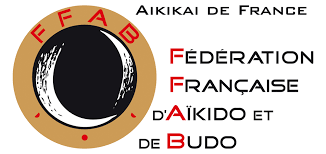 Aikikai de France
FFAB
Fédération
Française
d'Aïkido et
de Budo